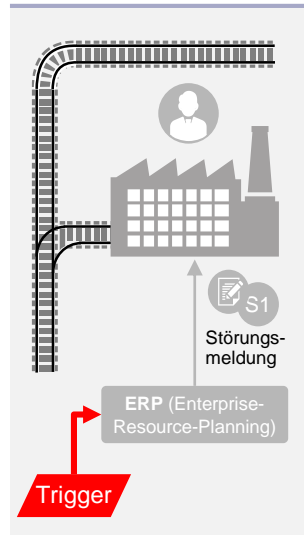 S1
Störungs-
meldung
ERP (Enterprise-
Resource-Planning)
Trigger